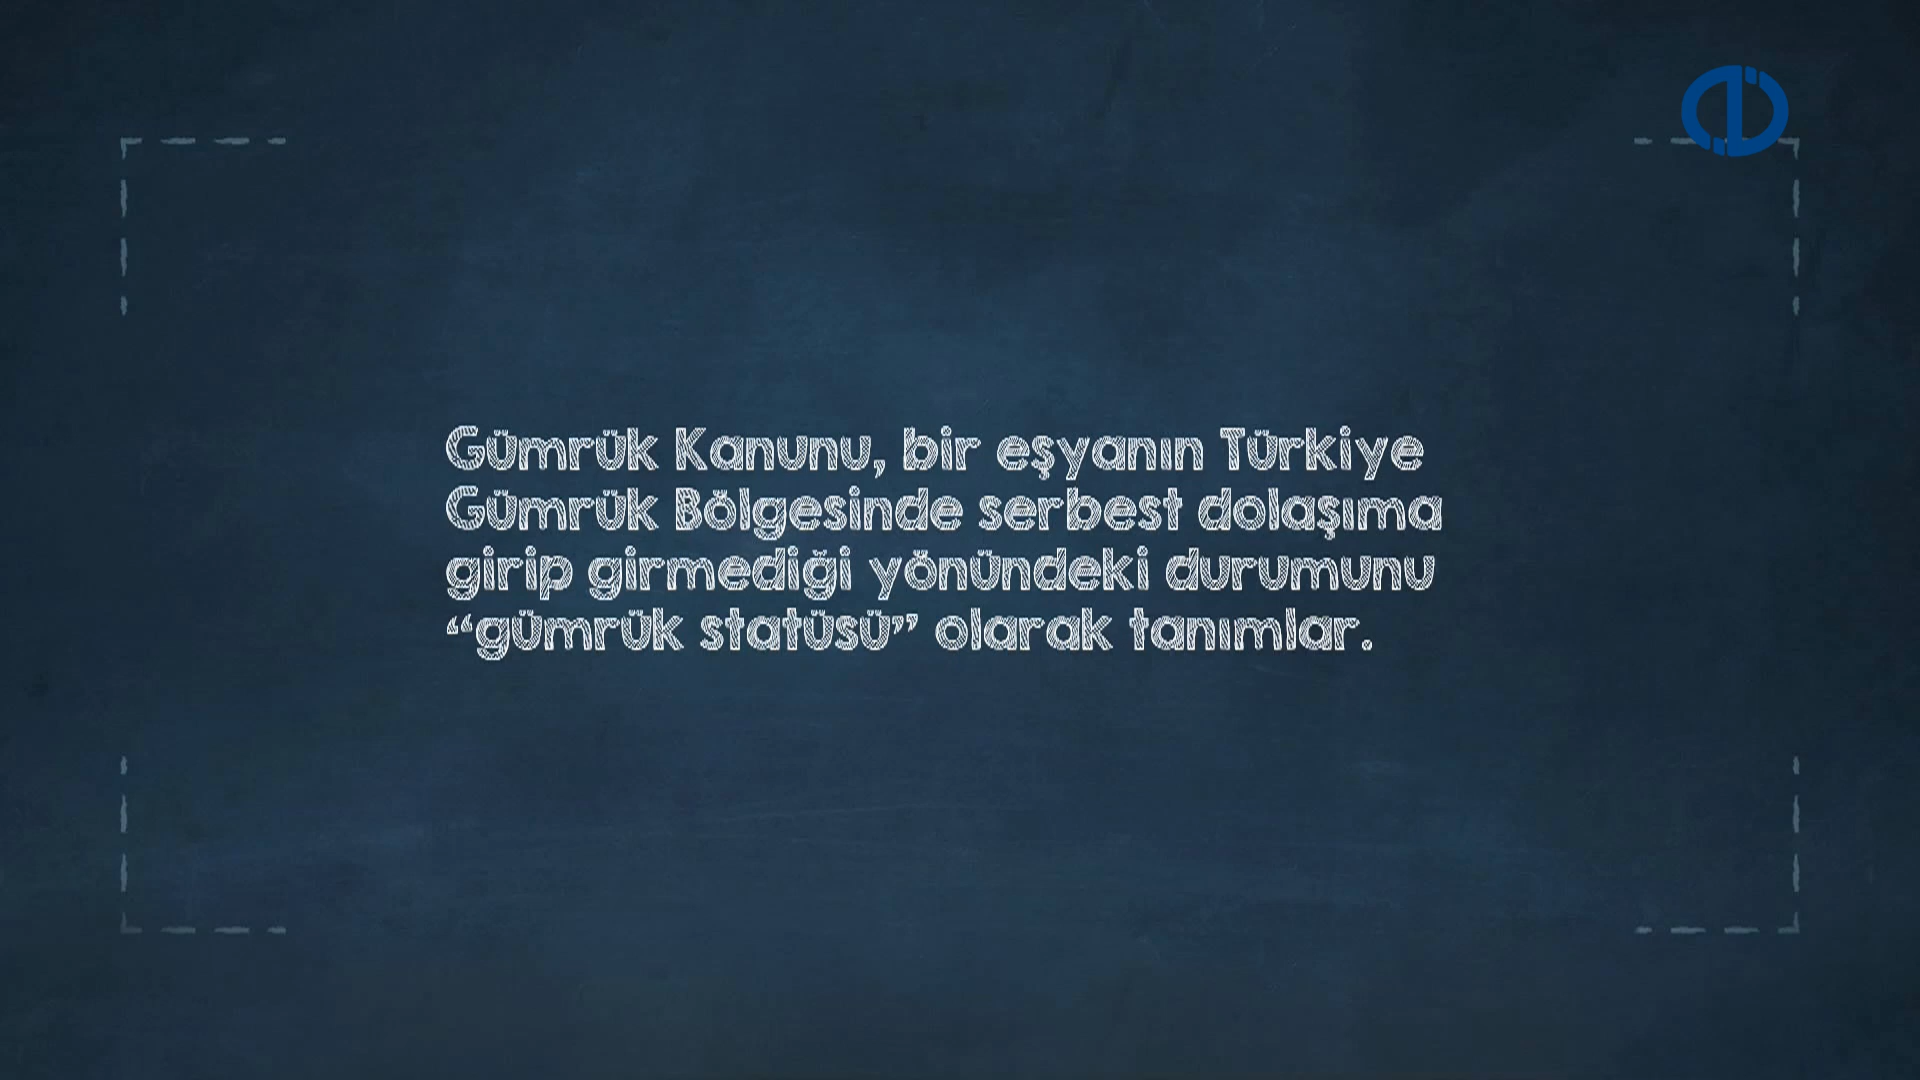 Gümrük Kanunu, bir eşyanın Türkiye
Gümrük Bölgesinde serbest dolaşıma
girip girmediği yönündeki durumunu
“gümrük statüsü” olarak tanımlar.